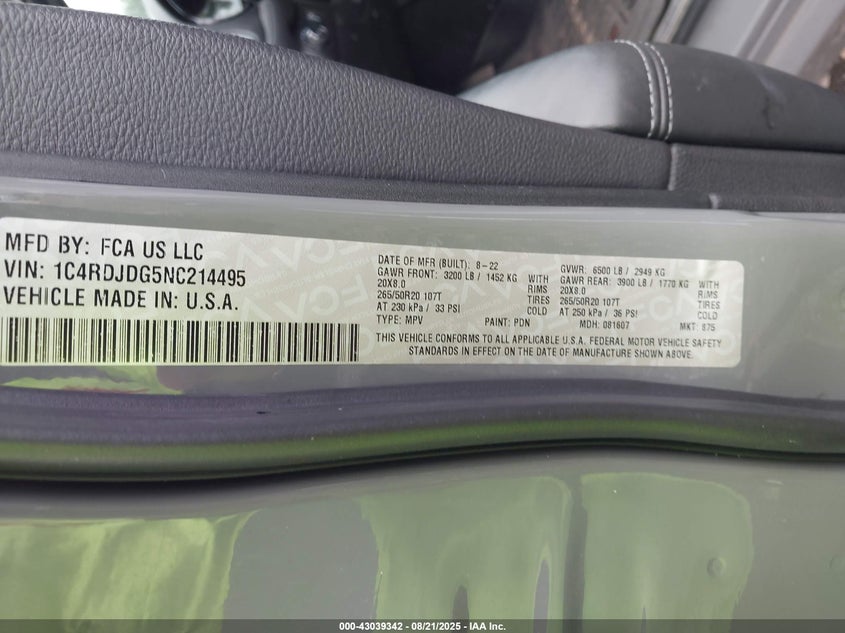 MFD BY: FCA US LLC
VIN: 1C4RDJDG5NC214495
VEHICLE MADE IN: U.S.A.
DATE OF MFR (BUILT): 8-22
GAWR FRONT: 3200 LB / 1452 KG WITH
20X8.0 RIMS
265/50R20 107T TIRES
AT 230 kPa / 33 PSI COLD
TYPE: MPV PAINT: PDN
GVWR: 6500 LB / 2949 KG
GAWR REAR: 3900 LB / 1770 KG WITH
20X8.0 RIMS
265/50R20 107T TIRES
AT 250 kPa / 36 PSI COLD
MDH: 081607 MKT: 875
THIS VEHICLE CONFORMS TO ALL APPLICABLE U.S.A. FEDERAL MOTOR VEHICLE SAFETY
STANDARDS IN EFFECT ON THE DATE OF MANUFACTURE SHOWN ABOVE.
000-43039342 - 08/21/2025 - IAA Inc.